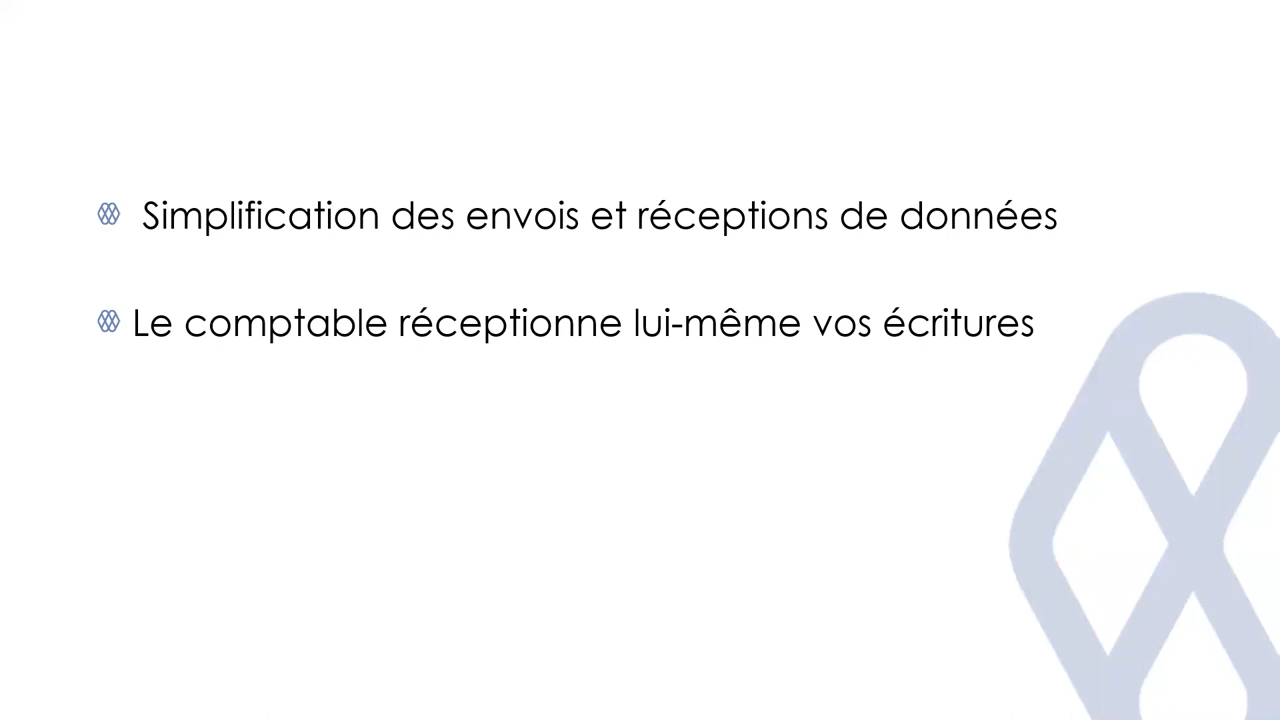 Simplification des envois et réceptions de données
Le comptable réceptionne lui-même vos écritures